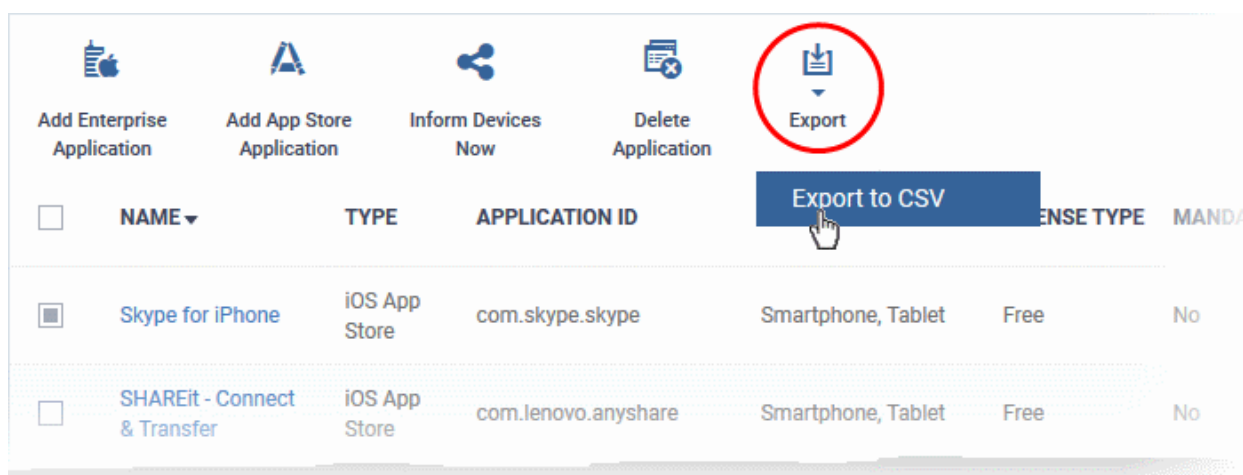 Add Enterprise
Application
Add App Store
Application
Inform Devices
Now
Delete
Application
Export
Export to CSV
NAME
TYPE
APPLICATION ID
TYPE
Skype for iPhone
iOS App
Store
com.skype.skype
Smartphone, Tablet
Free
No
SHAREit - Connect
& Transfer
iOS App
Store
com.lenovo.anyshare
Smartphone, Tablet
Free
No